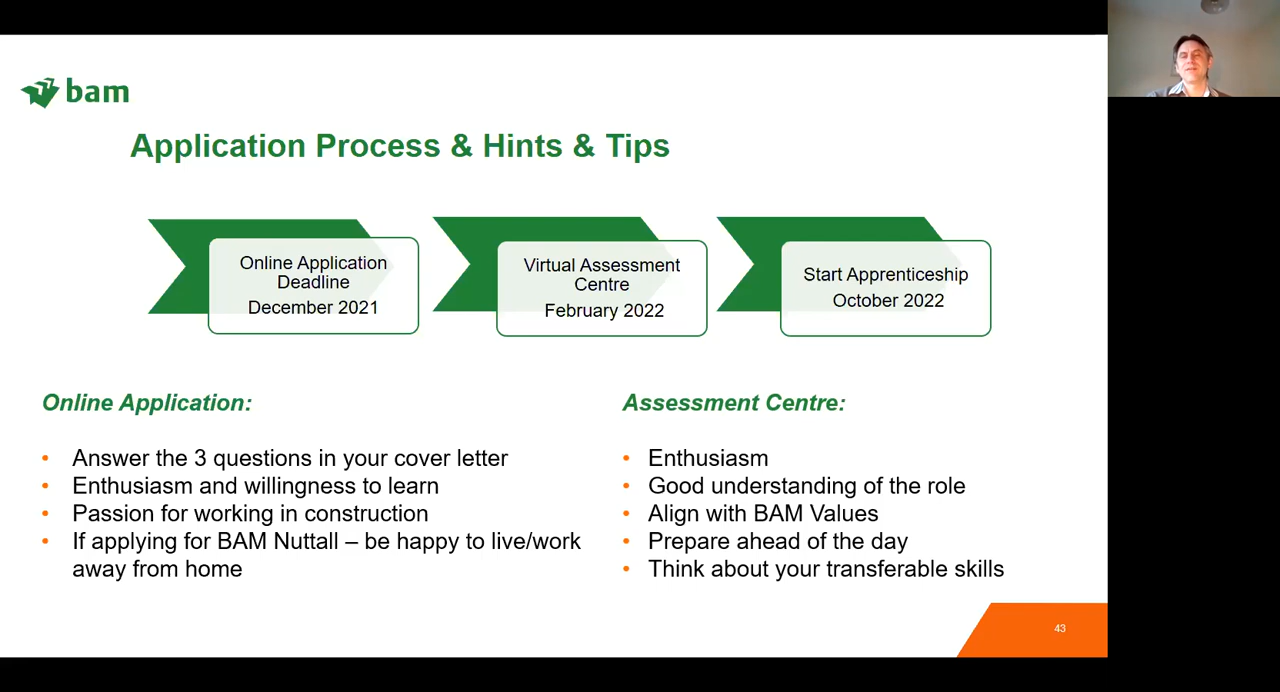 bam
Application Process & Hints & Tips
Online Application
Deadline
December 2021
Virtual Assessment
Centre
February 2022
Start Apprenticeship
October 2022
Online Application:
• Answer the 3 questions in your cover letter
• Enthusiasm and willingness to learn
• Passion for working in construction
• If applying for BAM Nuttall – be happy to live/work
away from home
Assessment Centre:
• Enthusiasm
• Good understanding of the role
• Align with BAM Values
• Prepare ahead of the day
• Think about your transferable skills
43